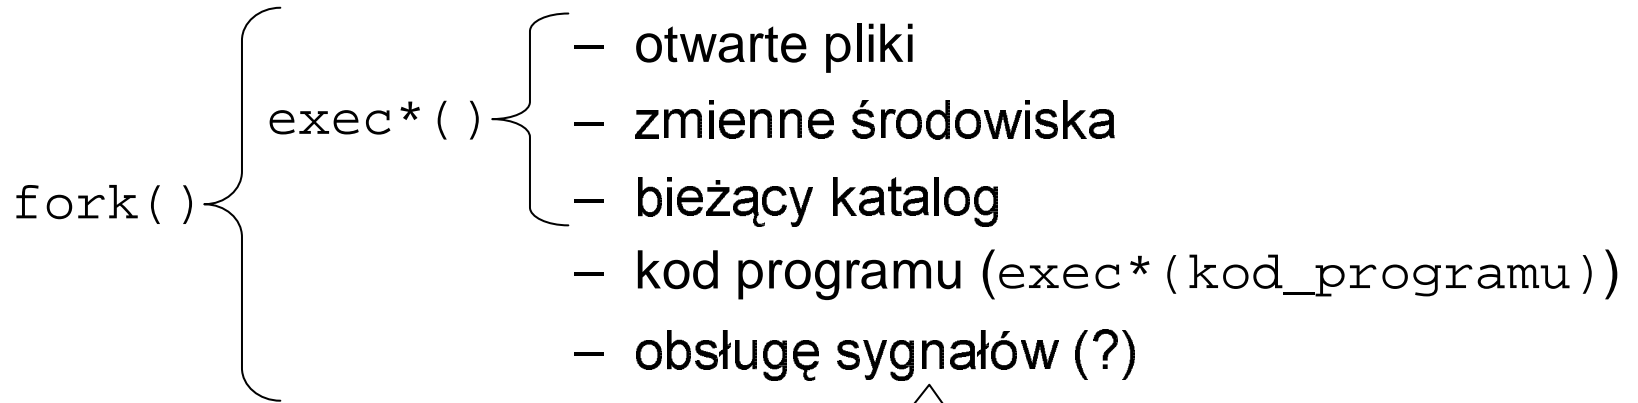 – otwarte pliki
exec*()
– zmienne środowiska
– bieżący katalog
fork()
– kod programu (exec*(kod_programu))
– obsługę sygnałów (?)